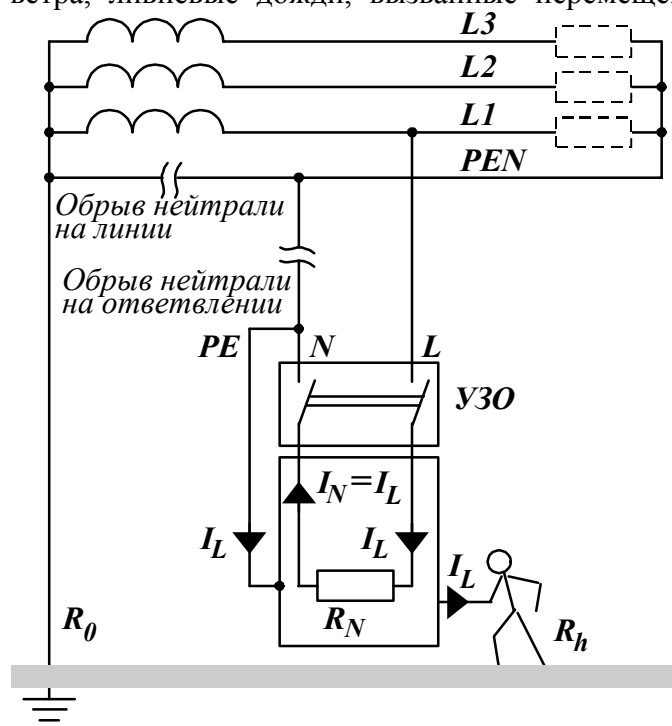 ветра, ливневые дожди, вызванные перемеще
L3
L2
L1
PEN
Обрыв нейтрали
на линии
Обрыв нейтрали
на ответвлении
PE
N
L
УЗО
I_N=I_L
I_L
I_L
I_L
R_N
R_0
R_h